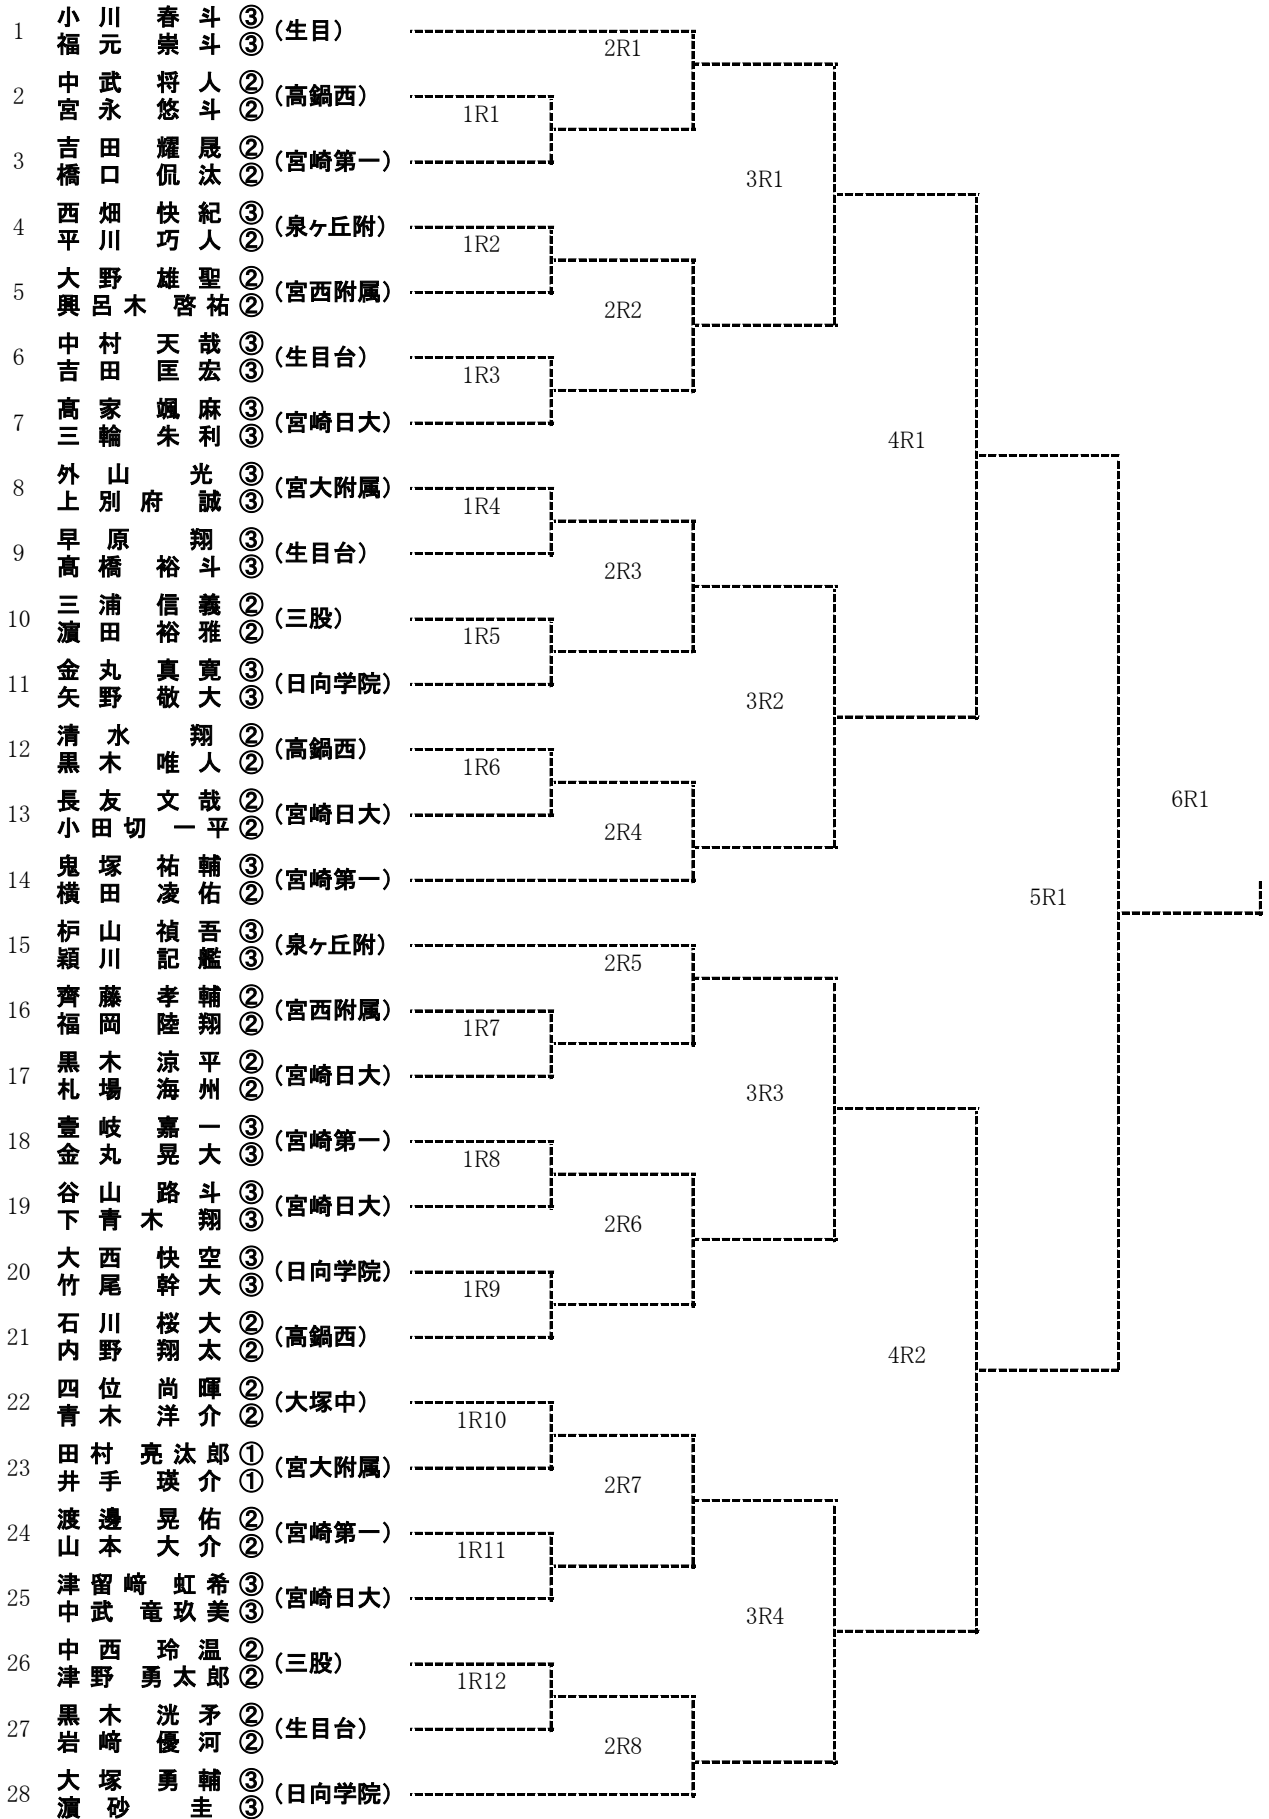 1 小川 春斗 ③ (生目)
福元 崇斗 ③
2R1
2 中武 将人 ② (高鍋西)
宮永 悠斗 ②
1R1
3 吉田 耀晟 ② (宮崎第一)
橋口 侃汰 ②
3R1
4 西畑 快紀 ③ (泉ヶ丘附)
平川 巧人 ②
1R2
5 大野 雄聖 ② (宮西附属)
興呂木 啓祐 ②
2R2
6 中村 天哉 ③ (生目台)
吉田 匡宏 ③
1R3
7 髙家 颯麻 ③ (宮崎日大)
三輪 朱利 ③
4R1
8 外山 光 ③ (宮大附属)
上別府 誠 ③
1R4
9 早原 翔 ③ (生目台)
髙橋 裕斗 ③
2R3
10 三浦 信義 ② (三股)
濵田 裕雅 ②
1R5
11 金丸 真寛 ③ (日向学院)
矢野 敬大 ③
3R2
12 清水 翔 ② (高鍋西)
黒木 唯人 ②
1R6
13 長友 文哉 ② (宮崎日大)
小田切 一平 ②
2R4
6R1
14 鬼塚 祐輔 ③ (宮崎第一)
横田 凌佑 ②
5R1
15 枦山 禎吾 ③ (泉ヶ丘附)
穎川 記艦 ③
2R5
16 齊藤 孝輔 ② (宮西附属)
福岡 陸翔 ②
1R7
17 黒木 涼平 ② (宮崎日大)
札場 海州 ②
3R3
18 壹岐 嘉一 ③ (宮崎第一)
金丸 晃大 ③
1R8
19 谷山 路斗 ③ (宮崎日大)
下青木 翔 ③
2R6
20 大西 快空 ③ (日向学院)
竹尾 幹大 ③
1R9
21 石川 桜大 ② (高鍋西)
内野 翔太 ②
4R2
22 四位 尚暉 ② (大塚中)
青木 洋介 ②
1R10
23 田村 亮汰郎 ① (宮大附属)
井手 瑛介 ①
2R7
24 渡邊 晃佑 ② (宮崎第一)
山本 大介 ②
1R11
25 津留﨑 虹希 ③ (宮崎日大)
中武 竜玖美 ③
3R4
26 中西 玲温 ② (三股)
津野 勇太郎 ②
1R12
27 黒木 洸矛 ② (生目台)
岩﨑 優河 ②
2R8
28 大塚 勇輔 ③ (日向学院)
濵砂 圭 ③